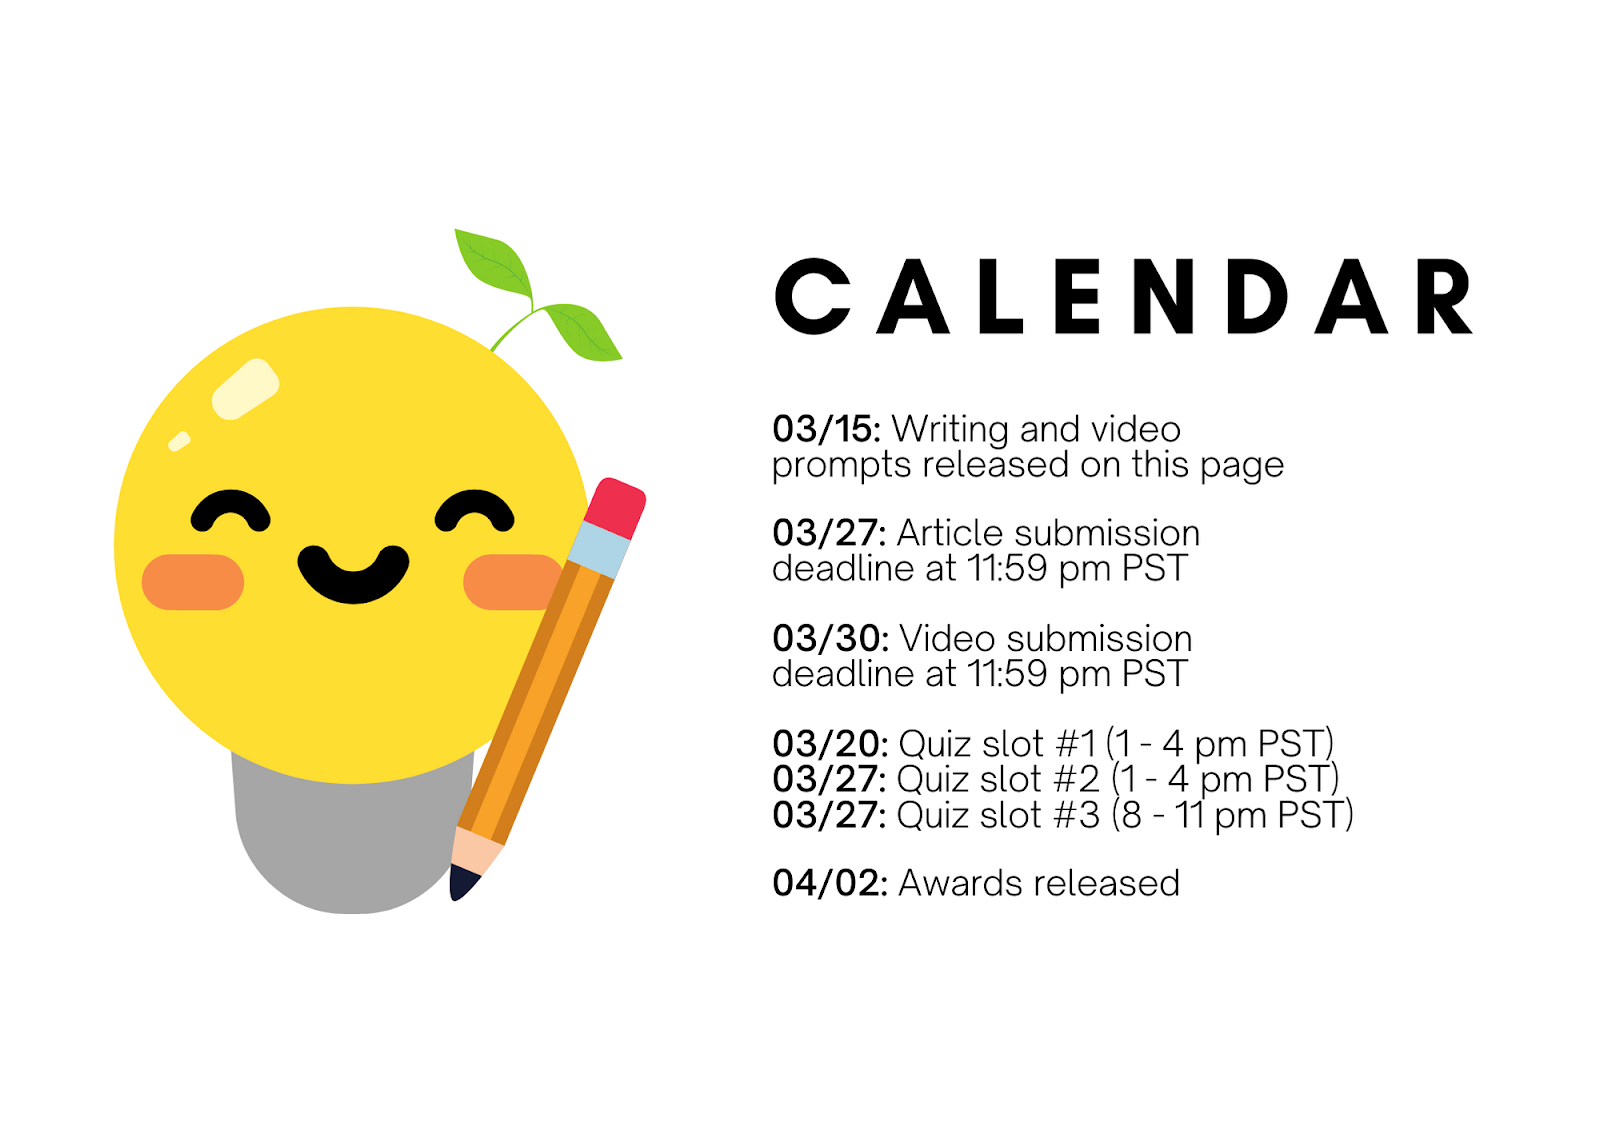 CALENDAR
03/15: Writing and video
prompts released on this page
03/27: Article submission
deadline at 11:59 pm PST
03/30: Video submission
deadline at 11:59 pm PST
03/20: Quiz slot #1 (1 - 4 pm PST)
03/27: Quiz slot #2 (1 - 4 pm PST)
03/27: Quiz slot #3 (8 - 11 pm PST)
04/02: Awards released